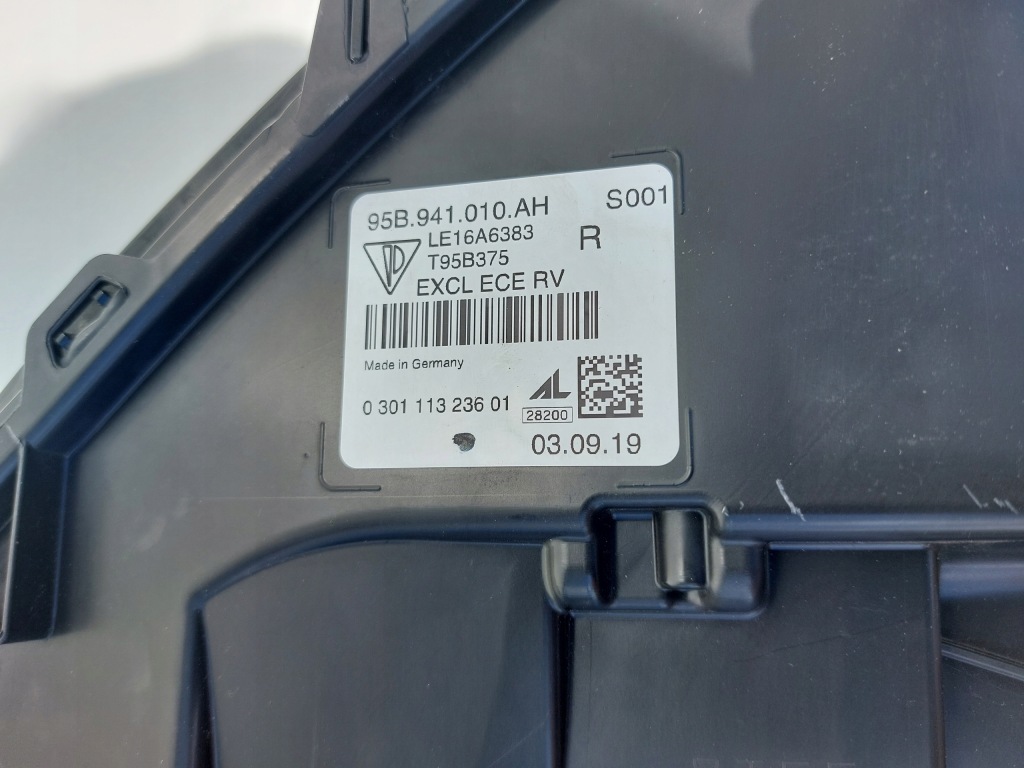 95B.941.010.AH S001
LE16A6383 R
T95B375
EXCL ECE RV
Made in Germany
0 301 113 236 01 AL
28200
03.09.19